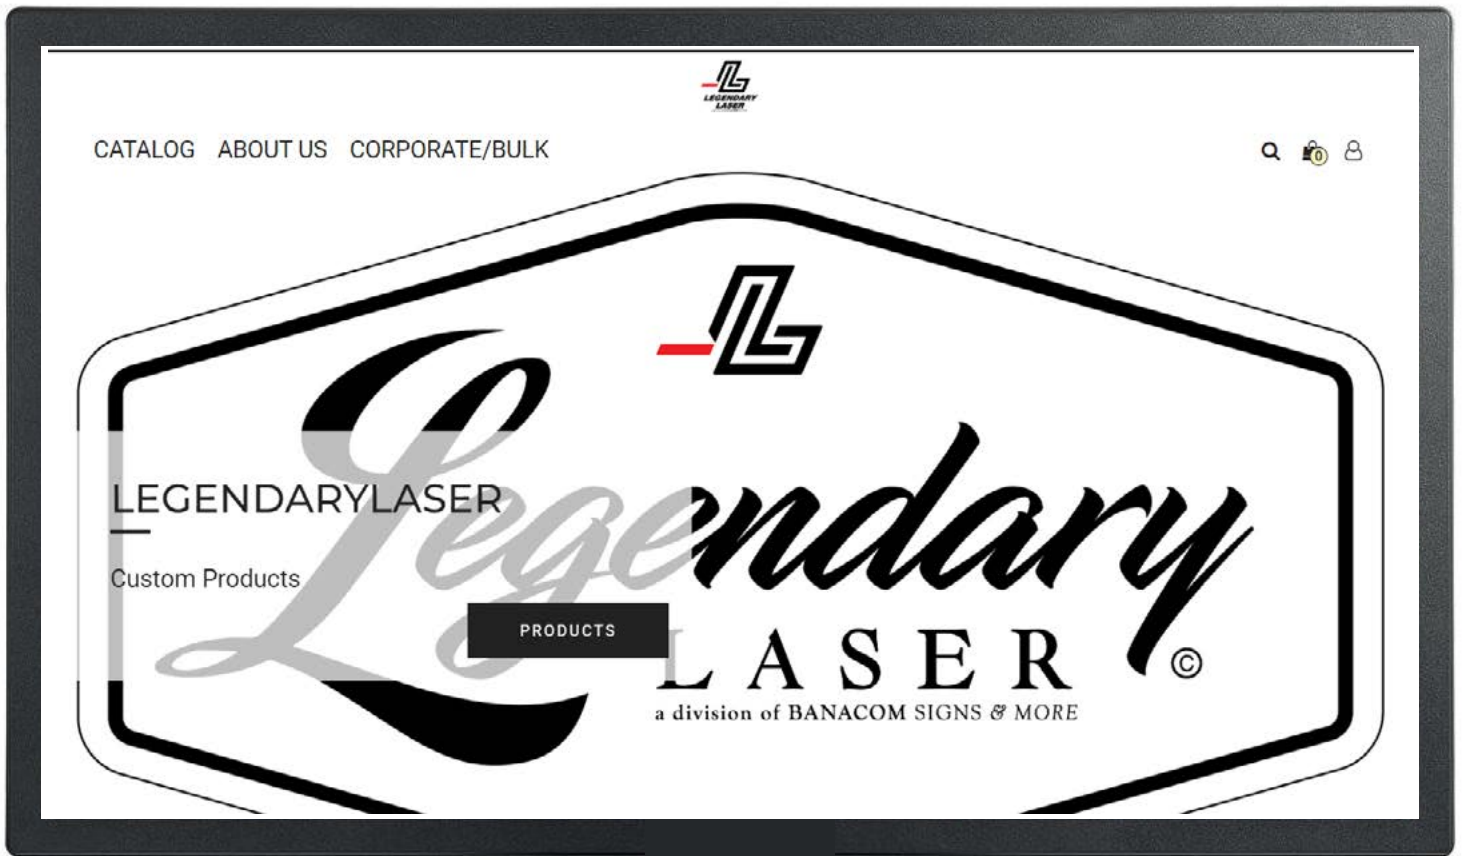 LEGENDARY
LASER
CATALOG ABOUT US CORPORATE/BULK
0
Legendary
LEGENDARYLASER
Custom Products
PRODUCTS
LASER ©
a division of BANACOM SIGNS & MORE